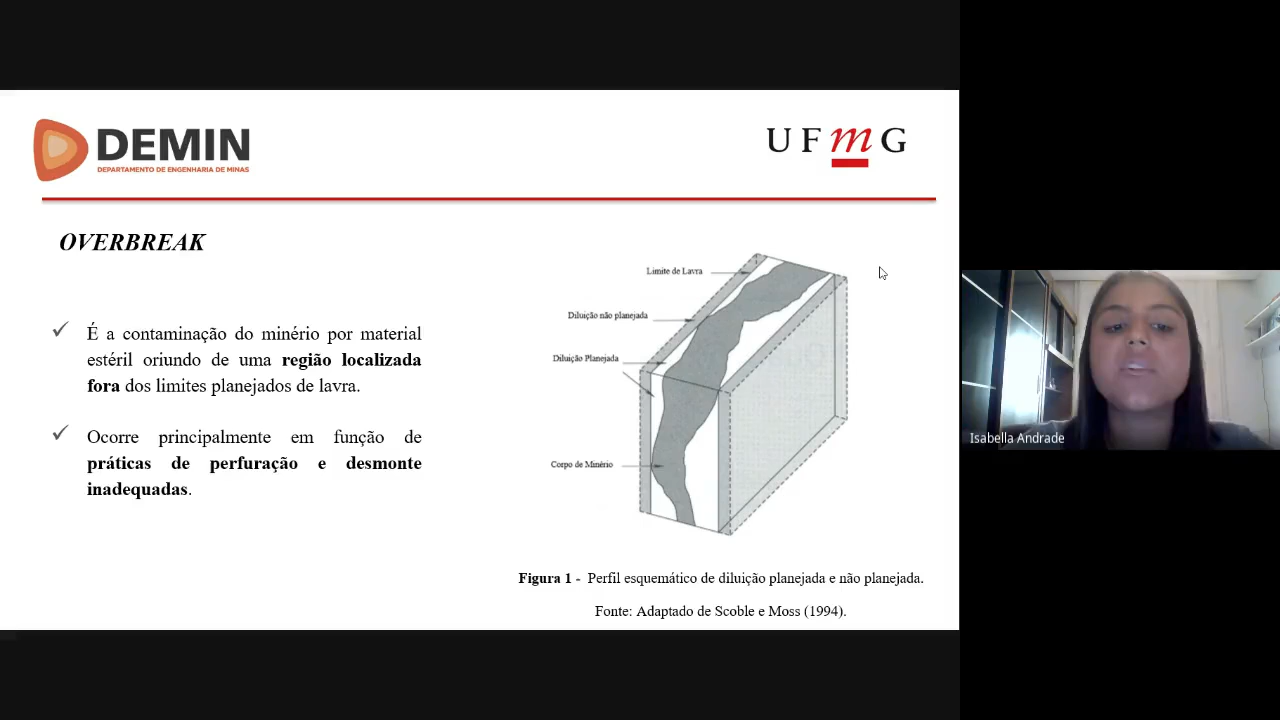 DEMIN
DEPARTAMENTO DE ENGENHARIA DE MINAS
UFmG
OVERBREAK
É a contaminação do minério por material
estéril oriundo de uma região localizada
fora dos limites planejados de lavra.
Ocorre principalmente em função de
práticas de perfuração e desmonte
inadequadas.
Limite de Lavra
Diluição não planejada
Diluição Planejada
Corpo de Minério
Figura 1 - Perfil esquemático de diluição planejada e não planejada.
Fonte: Adaptado de Scoble e Moss (1994).
Isabella Andrade